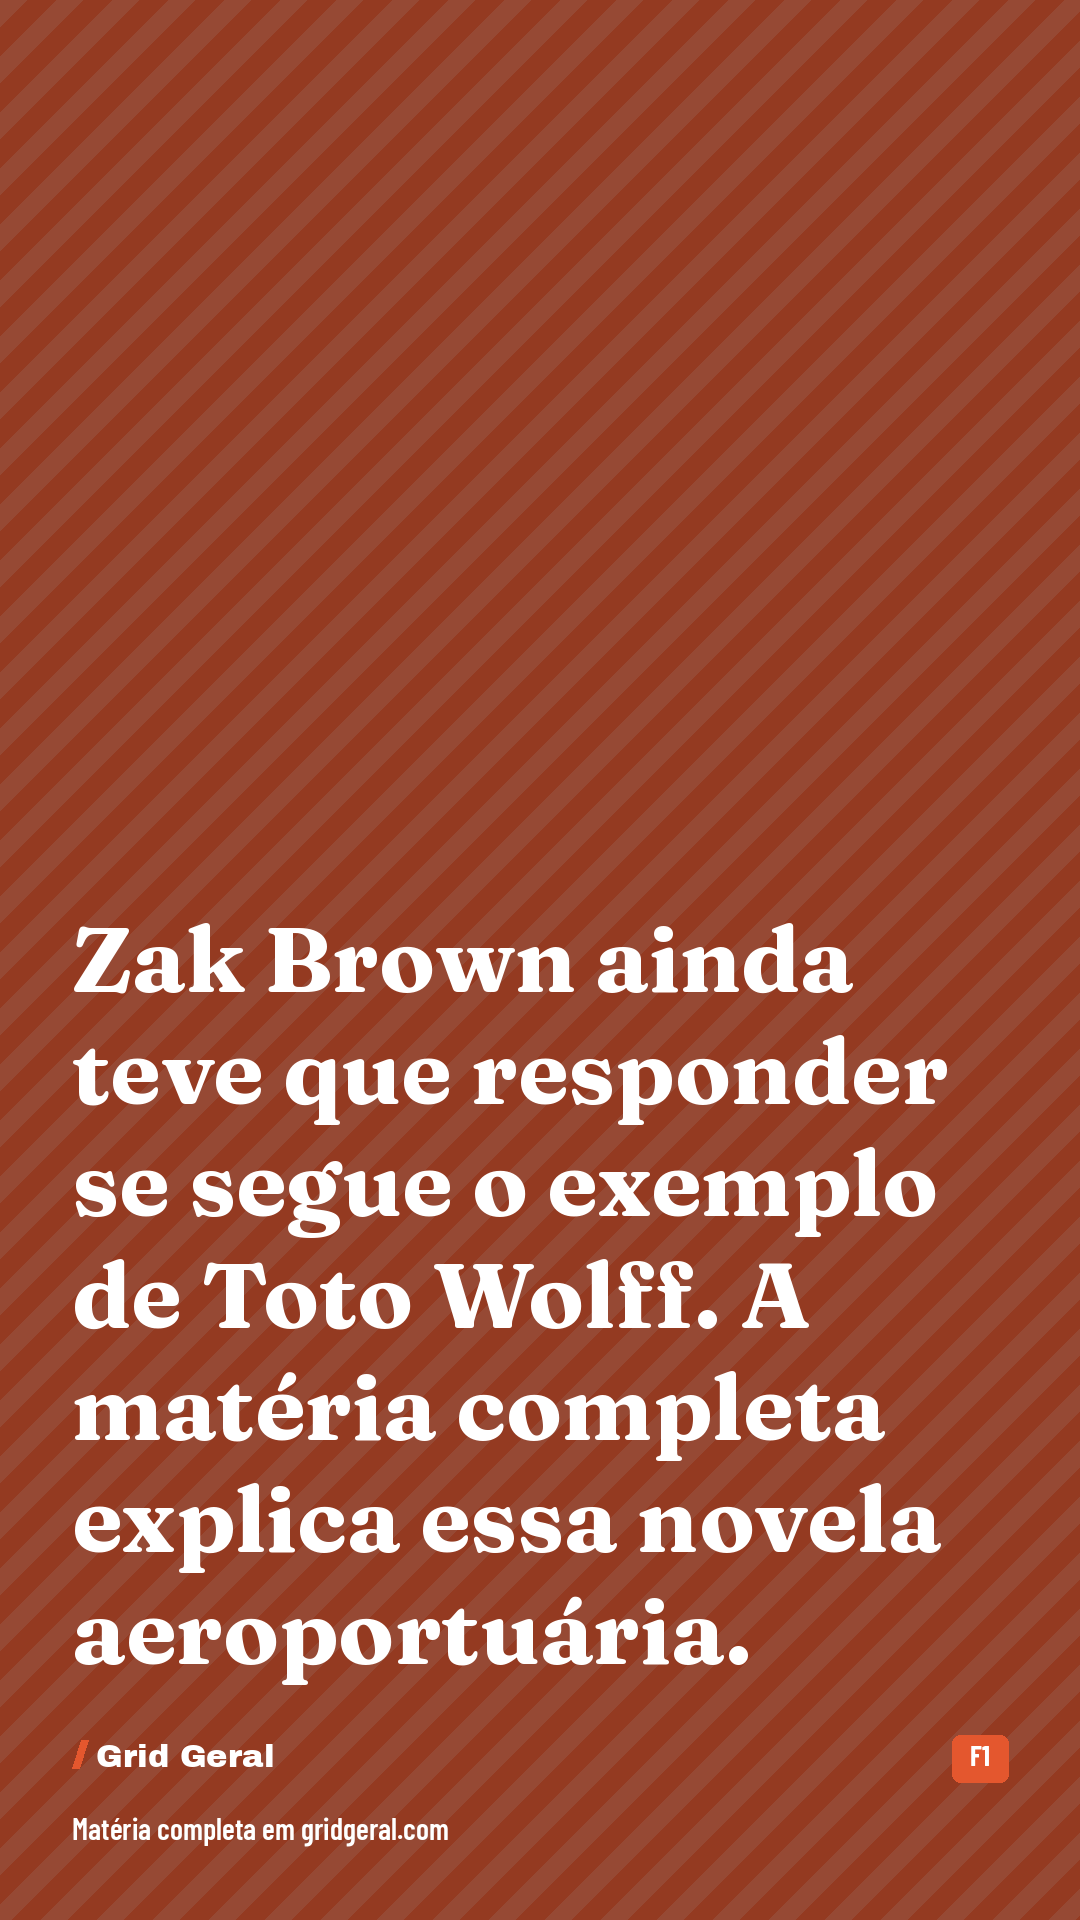 Zak Brown ainda
teve que responder
se segue o exemplo
de Toto Wolff. A
matéria completa
explica essa novela
aeroportuária.
/ Grid Geral
F1
Matéria completa em gridgeral.com